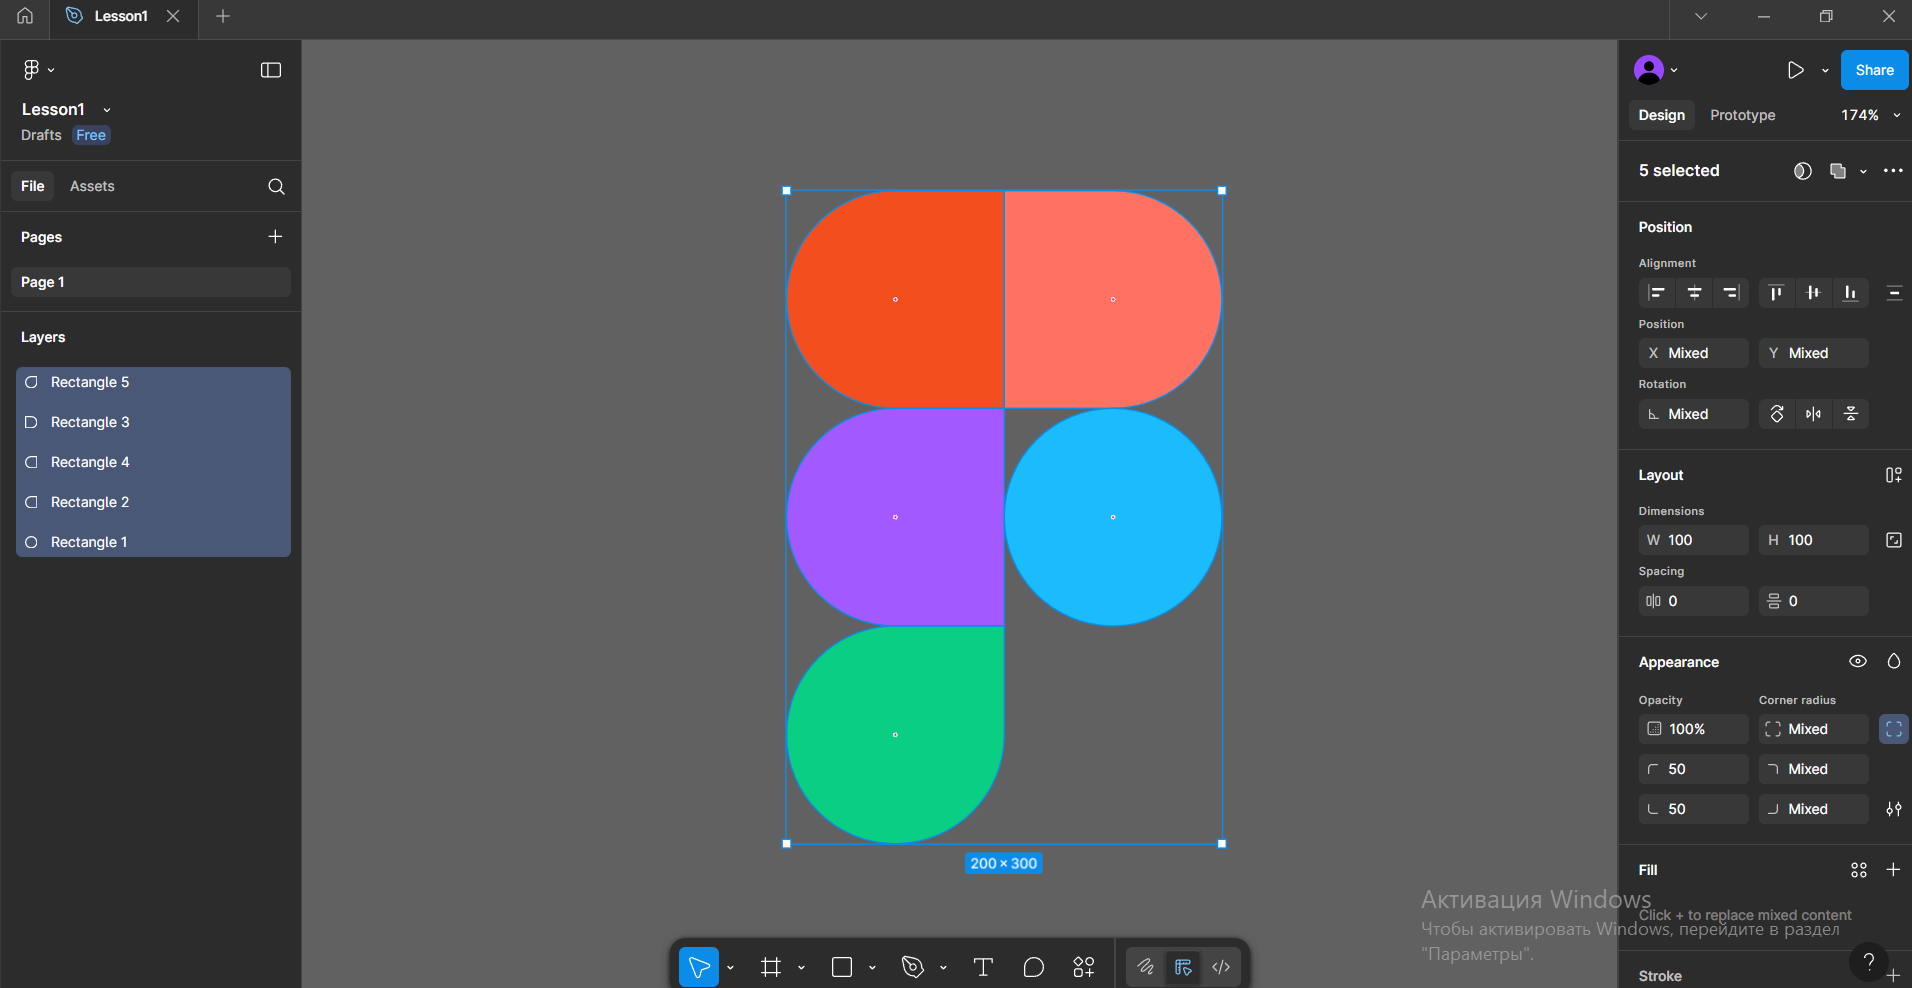 Lesson1
Lesson1
Drafts Free
File Assets
Pages
Page 1
Layers
Rectangle 5
Rectangle 3
Rectangle 4
Rectangle 2
Rectangle 1
200 × 300
Share
Design Prototype 174%
5 selected
Position
Alignment
Position
X Mixed Y Mixed
Rotation
Mixed
Layout
Dimensions
W 100 H 100
Spacing
0 0
Appearance
Opacity Corner radius
100% Mixed
50 Mixed
50 Mixed
Fill
Click + to replace mixed content
Stroke
Активация Windows
Чтобы активировать Windows, перейдите в раздел
"Параметры".
?